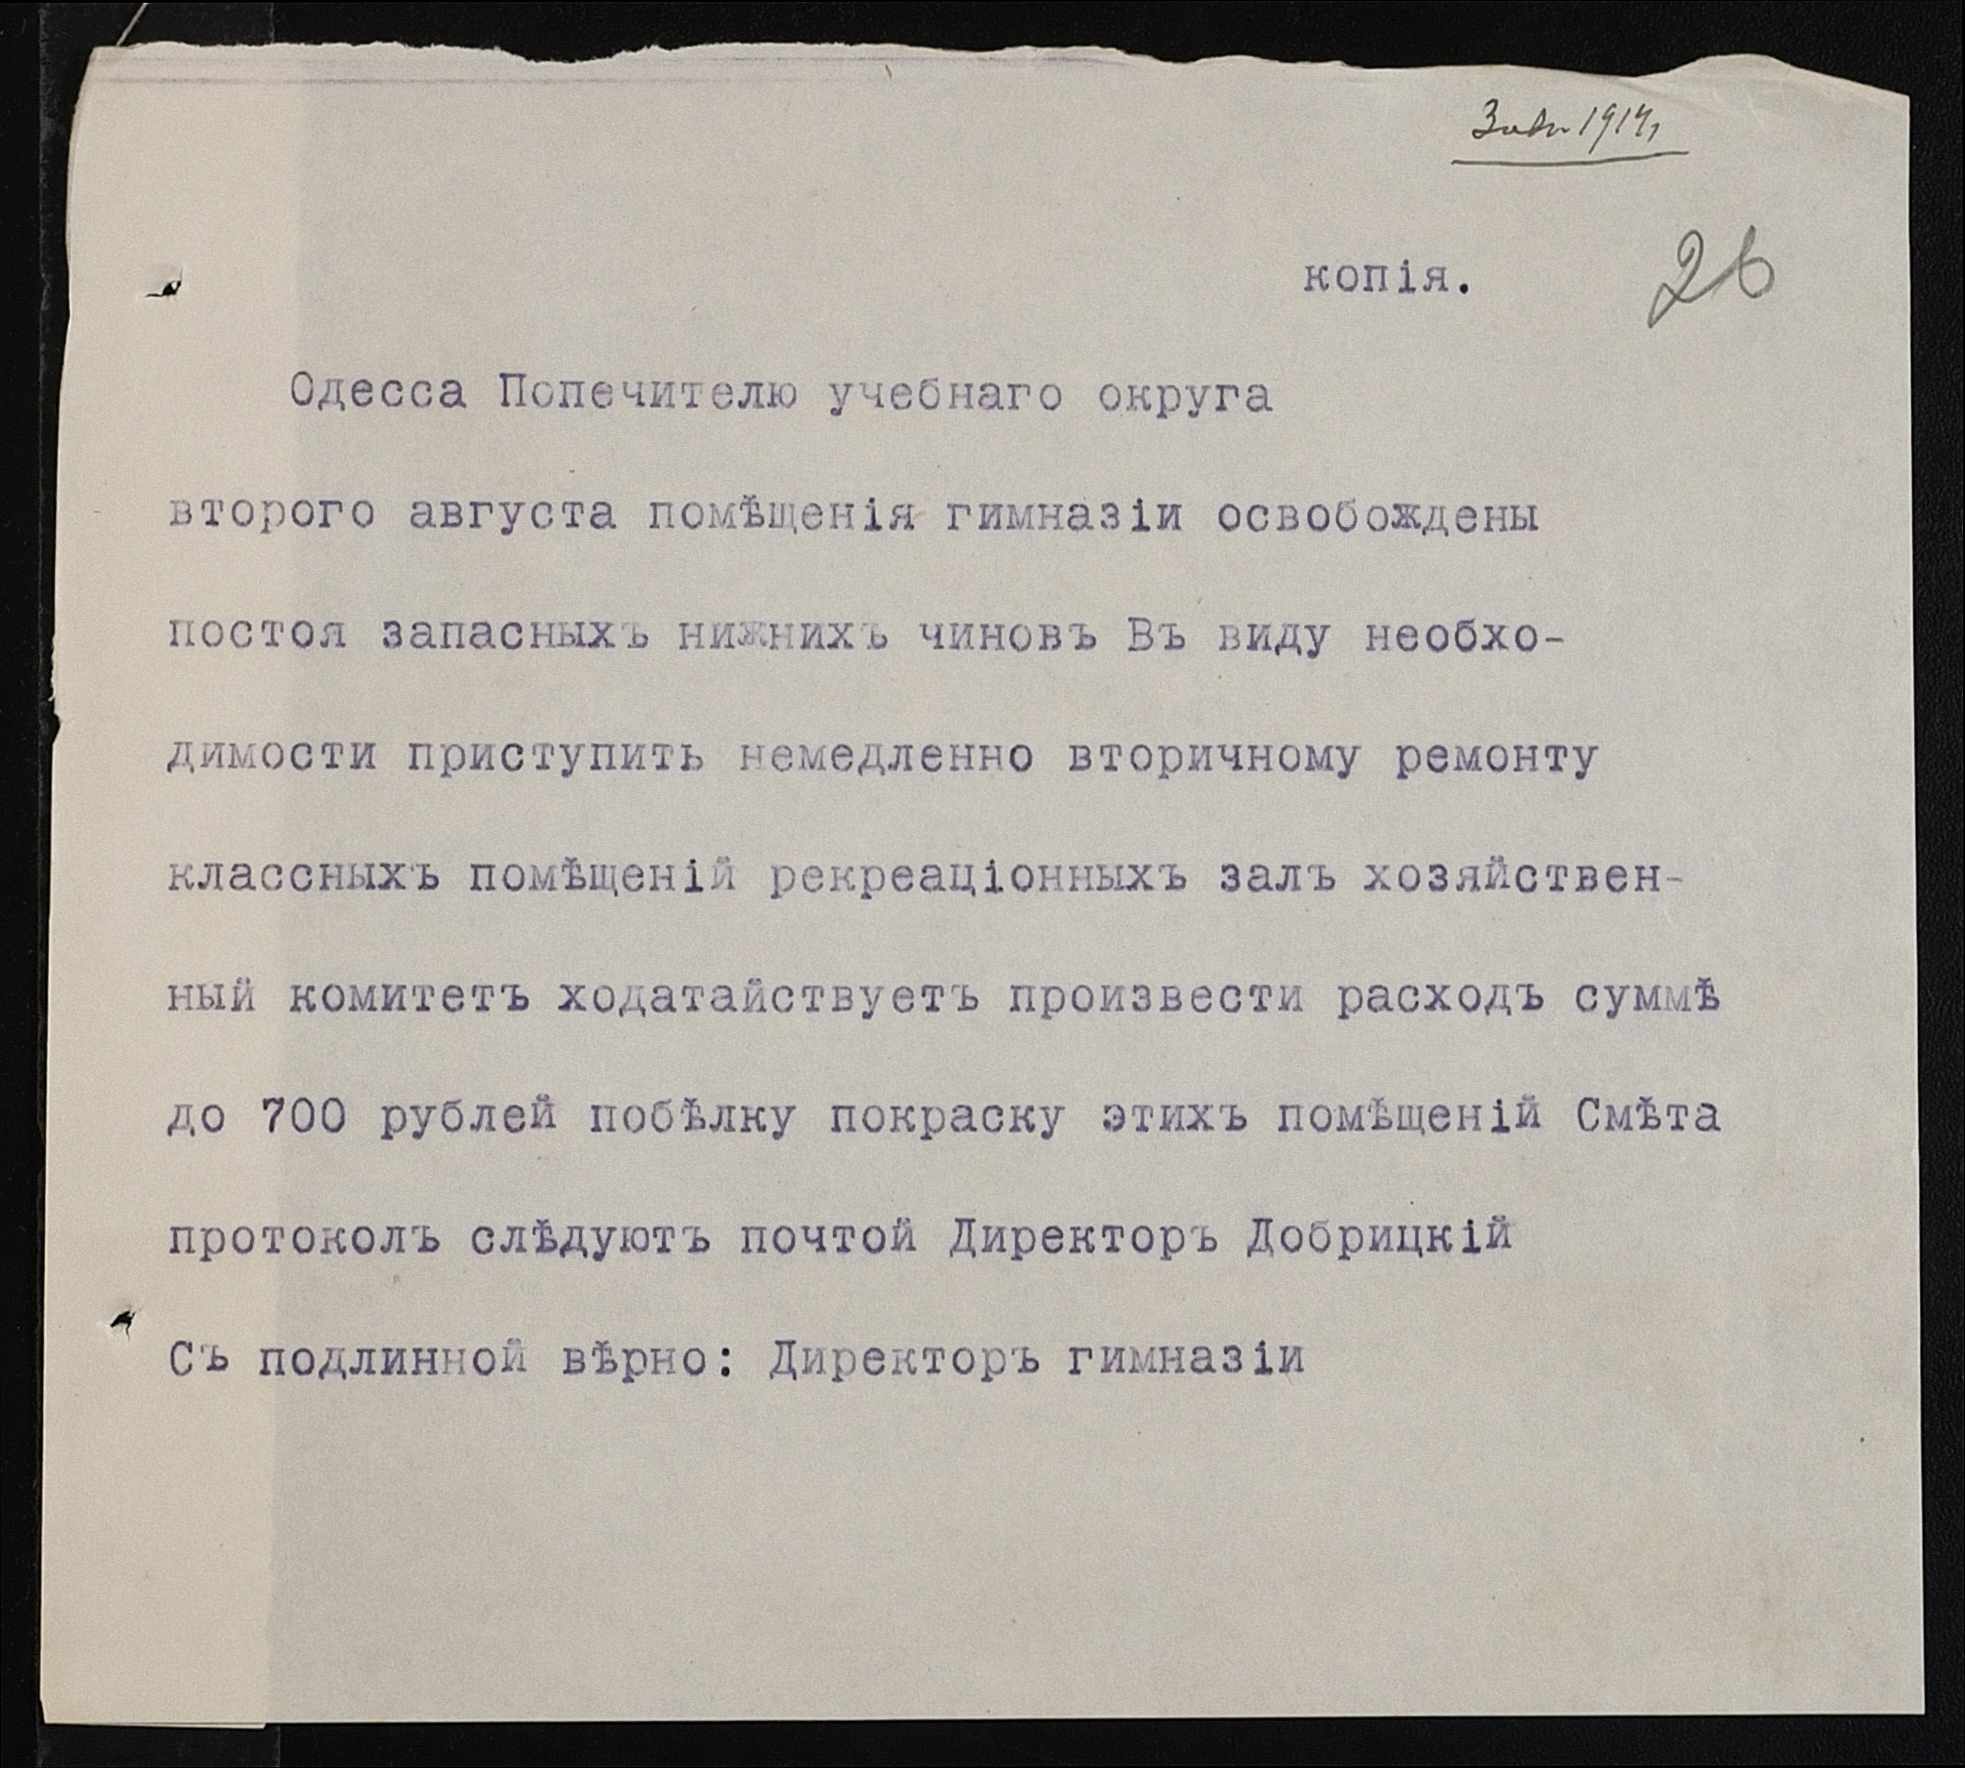 3 авг. 1914 г.
копія.
26
Одесса Попечителю учебнаго округа
второго августа помѣщенія гимназіи освобождены
постоя запасныхъ нижнихъ чиновъ Въ виду необхо-
димости приступить немедленно вторичному ремонту
классныхъ помѣщеній рекреаціонныхъ залъ хозяйствен-
ный комитетъ ходатайствуетъ произвести расходъ суммѣ
до 700 рублей побѣлку покраску этихъ помѣщеній Смѣта
протоколъ слѣдуютъ почтой Директоръ Добрицкій
Съ подлинной вѣрно: Директоръ гимназіи